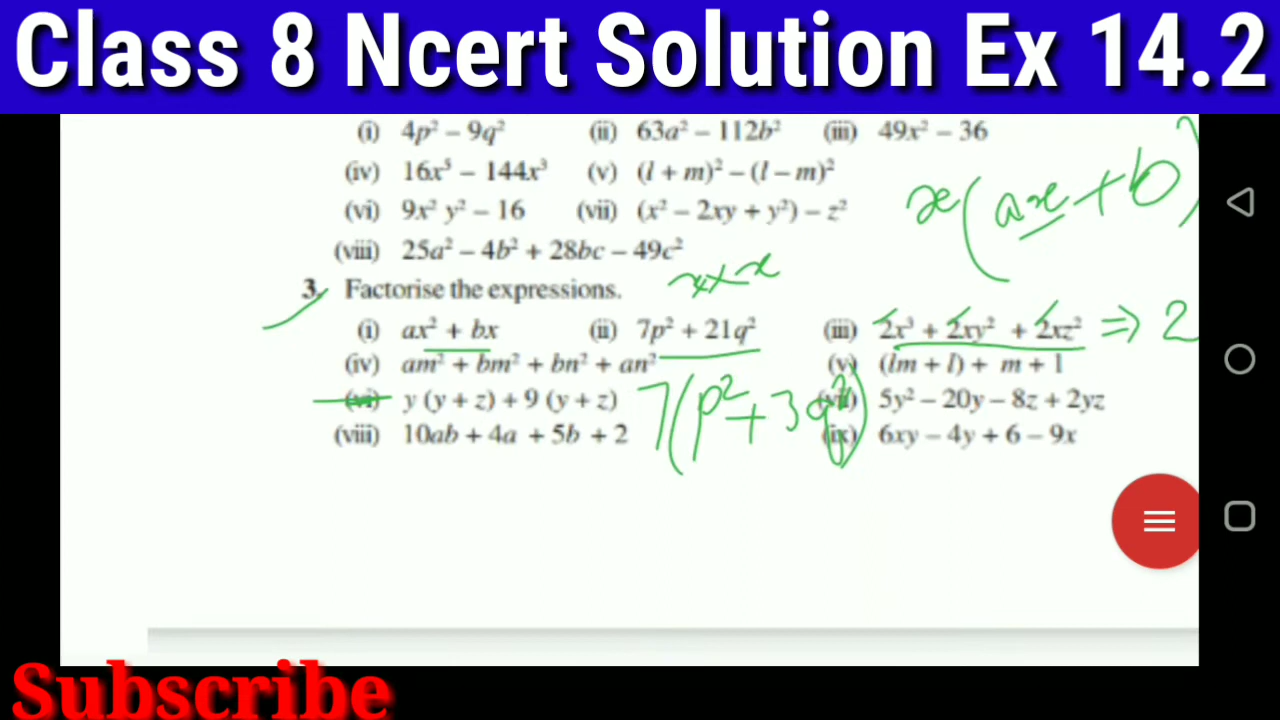 Class 8 Ncert Solution Ex 14.2
(i) 4p² – 9q² (ii) 63a² – 112b² (iii) 49x² – 36
(iv) 16x⁵ – 144x³ (v) (l + m)² – (l – m)²
(vi) 9x² y² – 16 (vii) (x² – 2xy + y²) – z²
x(ax + b)
(viii) 25a² – 4b² + 28bc – 49c²
3. Factorise the expressions.
x × x
(i) ax² + bx (ii) 7p² + 21q² (iii) 2x³ + 2xy² + 2xz² ⇒ 2
(iv) am² + bm² + bn² + an² (v) (lm + l) + m + 1
(vi) y (y + z) + 9 (y + z) (vii) 5y² – 20y – 8z + 2yz
7(p² + 3q²)
(viii) 10ab + 4a + 5b + 2 (ix) 6xy – 4y + 6 – 9x
Subscribe